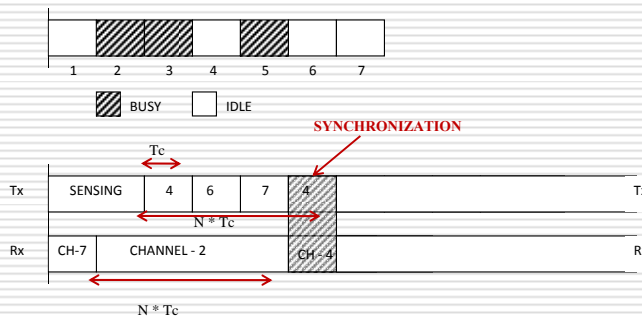 1 2 3 4 5 6 7
BUSY IDLE
SYNCHRONIZATION
Tc
Tx SENSING 4 6 7 4
N * Tc
Rx CH-7 CHANNEL - 2 CH - 4
N * Tc